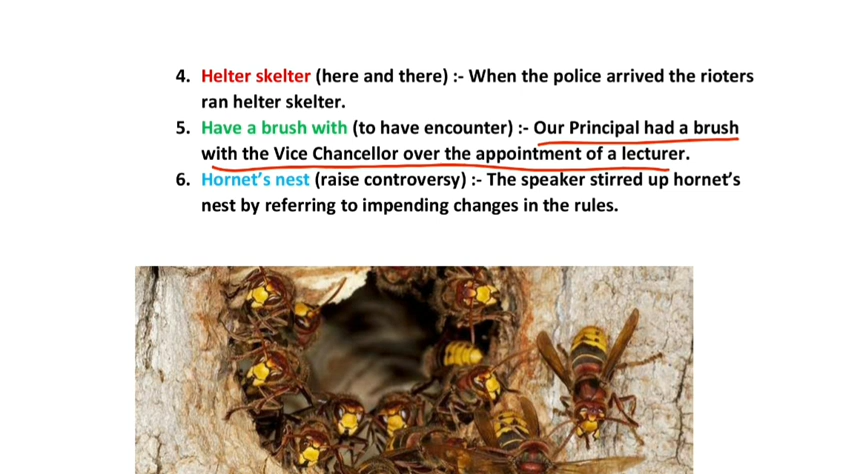 4. Helter skelter (here and there) :- When the police arrived the rioters
ran helter skelter.
5. Have a brush with (to have encounter) :- Our Principal had a brush
with the Vice Chancellor over the appointment of a lecturer.
6. Hornet’s nest (raise controversy) :- The speaker stirred up hornet’s
nest by referring to impending changes in the rules.